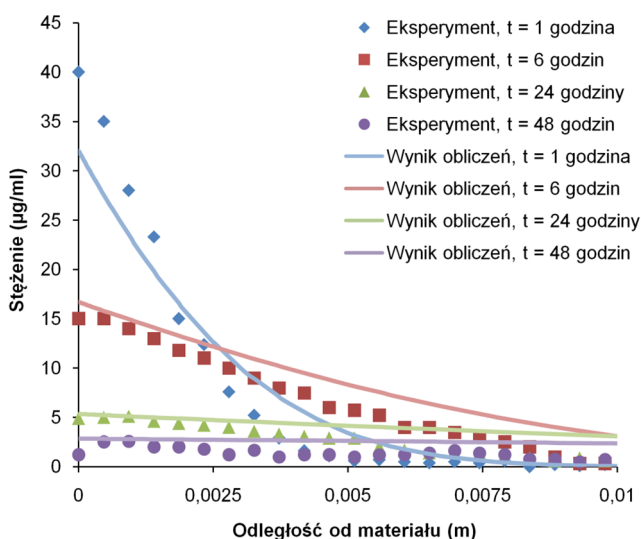 45
40
35
30
25
20
15
10
5
0
Stężenie (µg/ml)
Eksperyment, t = 1 godzina
Eksperyment, t = 6 godzin
Eksperyment, t = 24 godziny
Eksperyment, t = 48 godzin
Wynik obliczeń, t = 1 godzina
Wynik obliczeń, t = 6 godzin
Wynik obliczeń, t = 24 godziny
Wynik obliczeń, t = 48 godzin
0 0,0025 0,005 0,0075 0,01
Odległość od materiału (m)